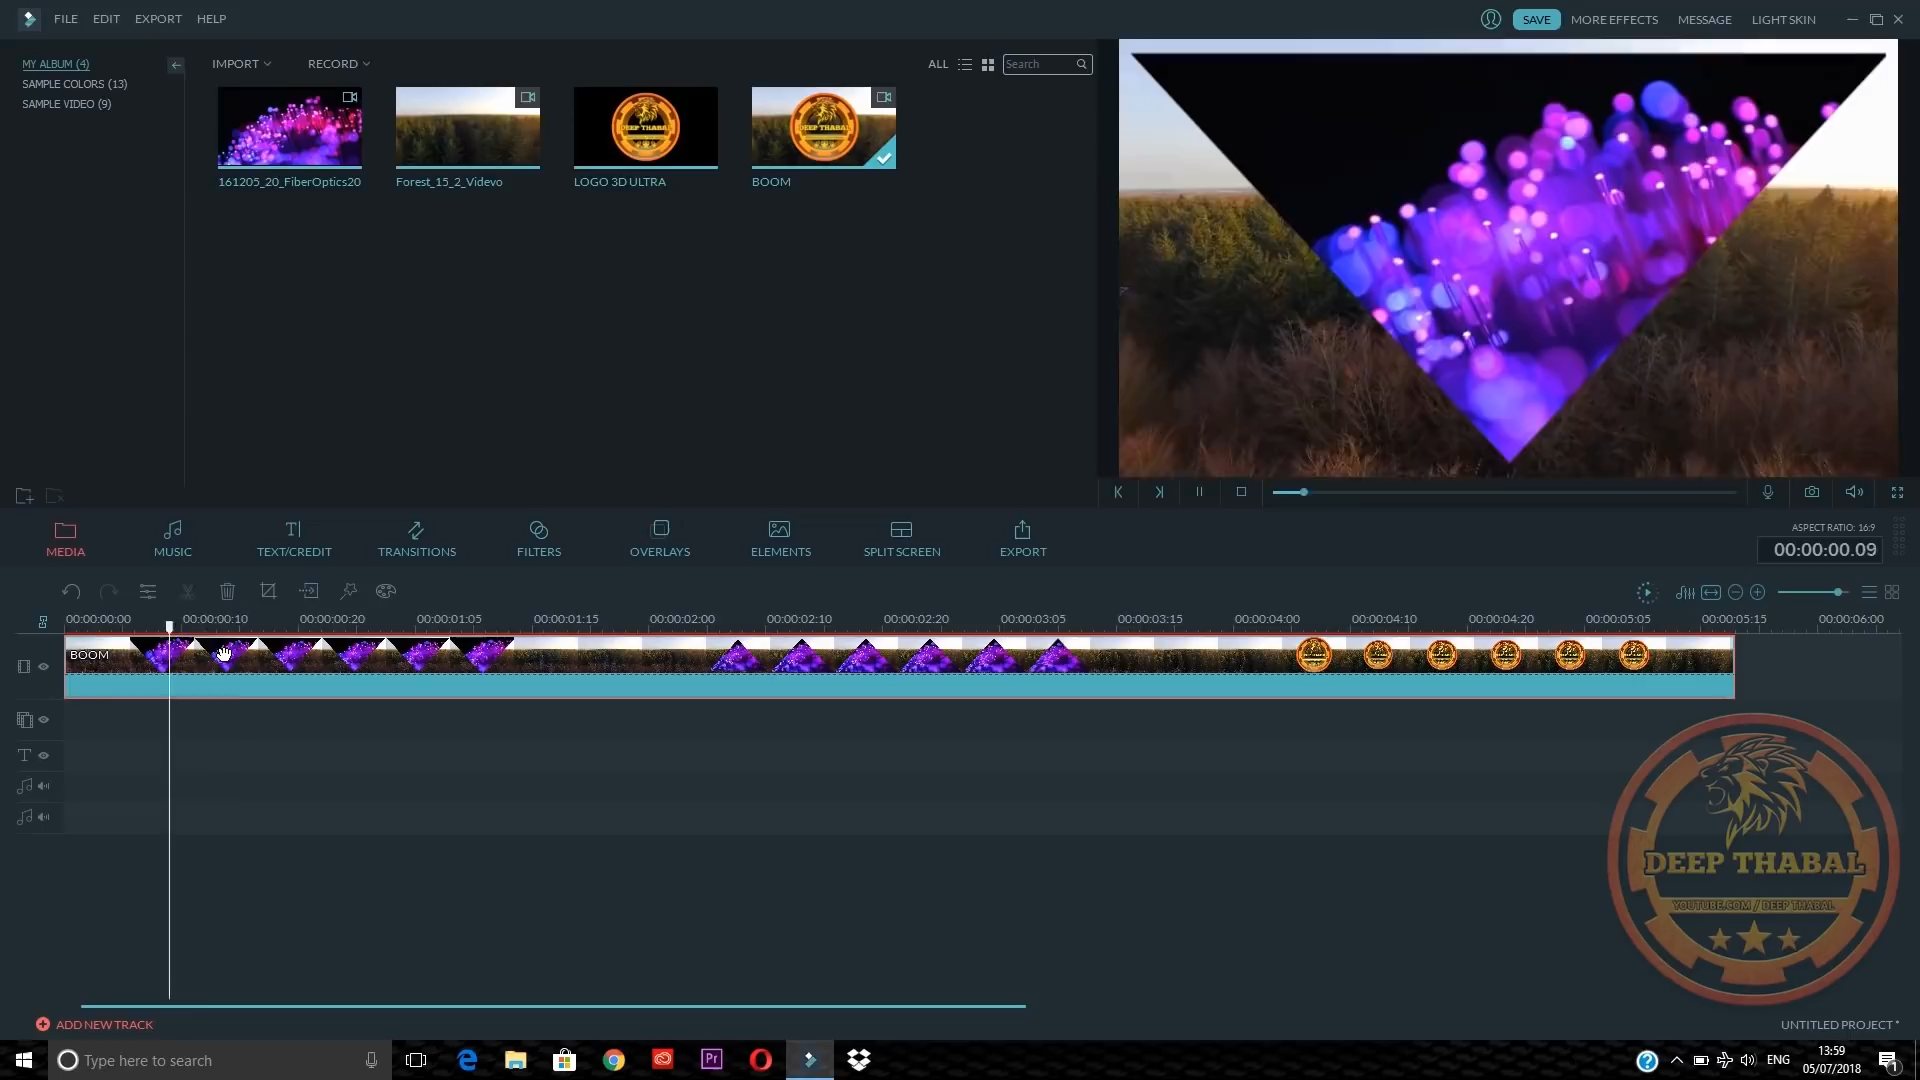 FILE EDIT EXPORT HELP
SAVE MORE EFFECTS MESSAGE LIGHT SKIN
MY ALBUM (4)
SAMPLE COLORS (13)
SAMPLE VIDEO (9)
IMPORT RECORD
ALL Search
161205_20_FiberOptics20 Forest_15_2_Videvo LOGO 3D ULTRA BOOM
MEDIA MUSIC TEXT/CREDIT TRANSITIONS FILTERS OVERLAYS ELEMENTS SPLIT SCREEN EXPORT
ASPECT RATIO: 16:9
00:00:00.09
00:00:00:00 00:00:00:10 00:00:00:20 00:00:01:05 00:00:01:15 00:00:02:00 00:00:02:10 00:00:02:20 00:00:03:05 00:00:03:15 00:00:04:00 00:00:04:10 00:00:04:20 00:00:05:05 00:00:05:15 00:00:06:00
BOOM
DEEP THABAL
YOUTUBE.COM / DEEP THABAL
ADD NEW TRACK
UNTITLED PROJECT *
Type here to search
Pr
ENG
13:59
05/07/2018
1